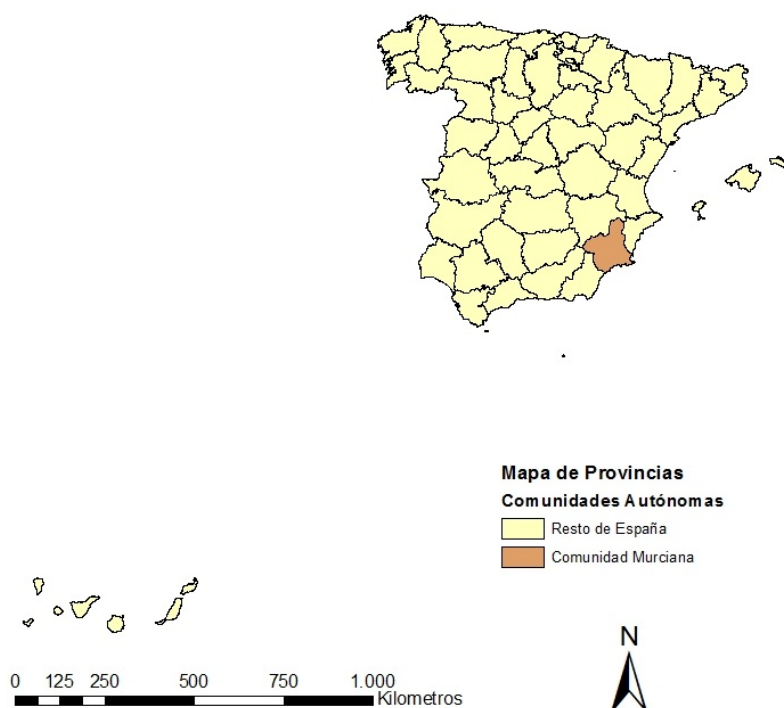 Mapa de Provincias
Comunidades Autónomas
Resto de España
Comunidad Murciana
N
0 125 250 500 750 1.000
Kilometros